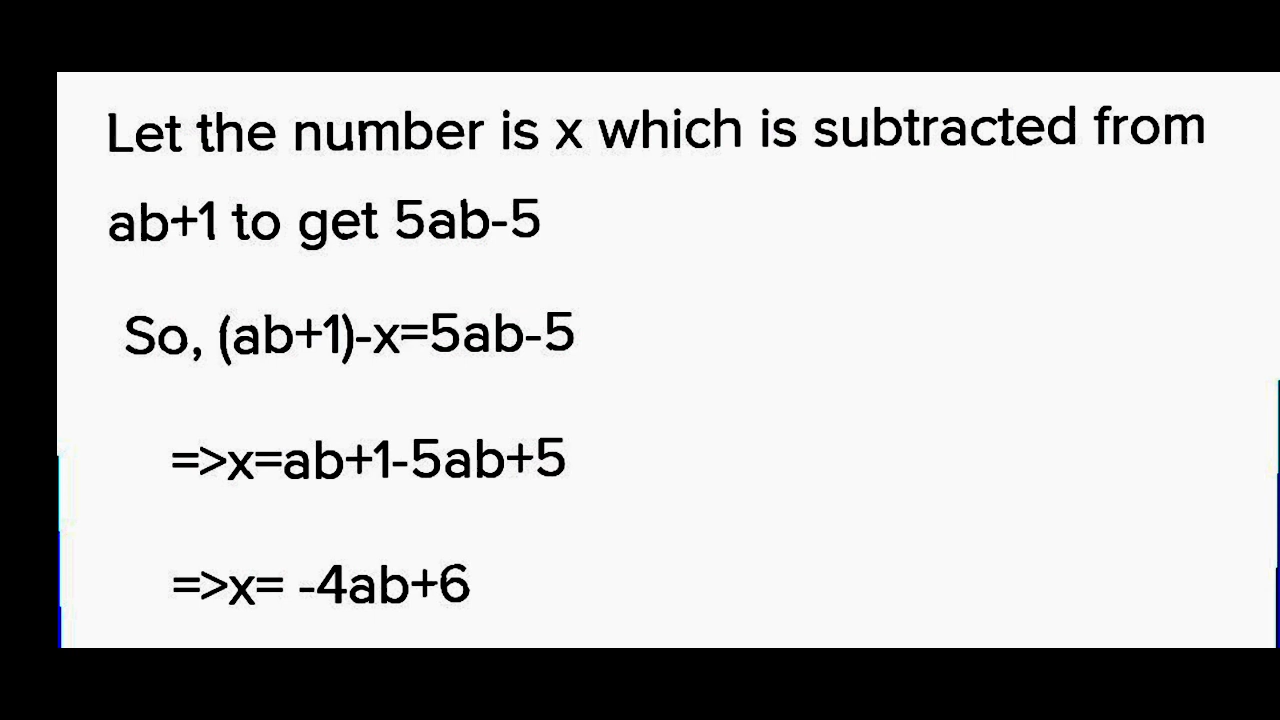 Let the number is x which is subtracted from
ab+1 to get 5ab-5
So, (ab+1)-x=5ab-5
=>x=ab+1-5ab+5
=>x= -4ab+6